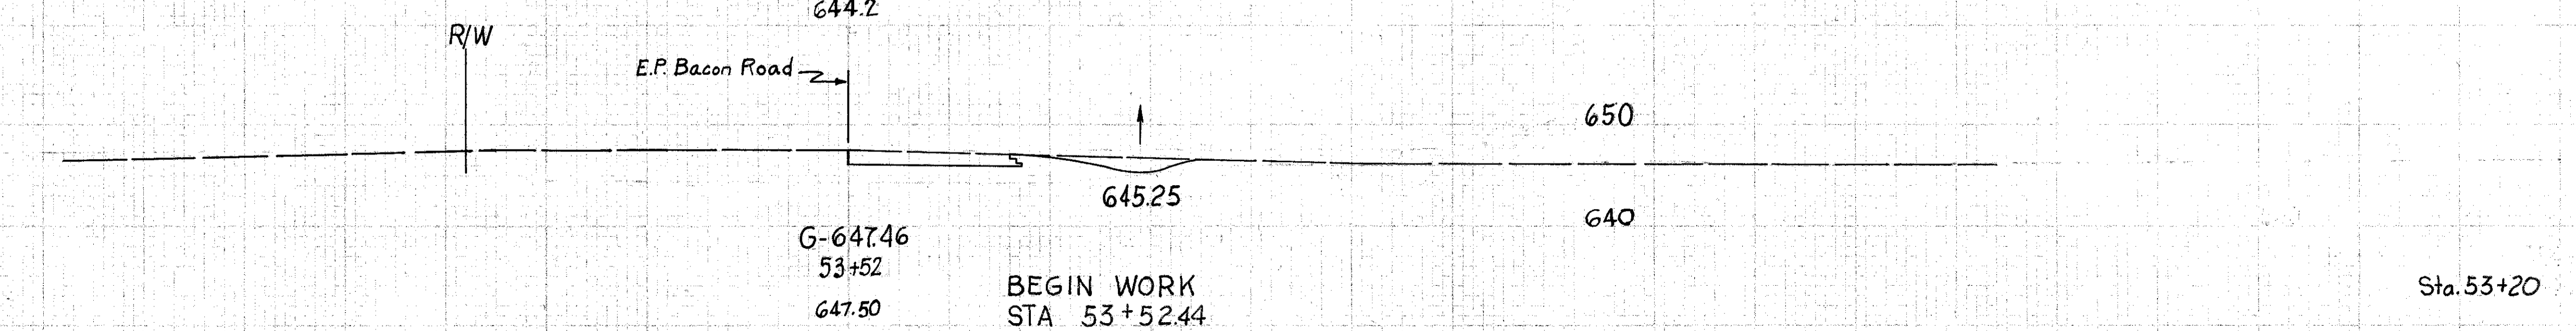 644.2
R/W
E.P. Bacon Road
650
645.25
640
G-647.46
53+52
BEGIN WORK
Sta. 53+20
647.50
STA 53+52.44